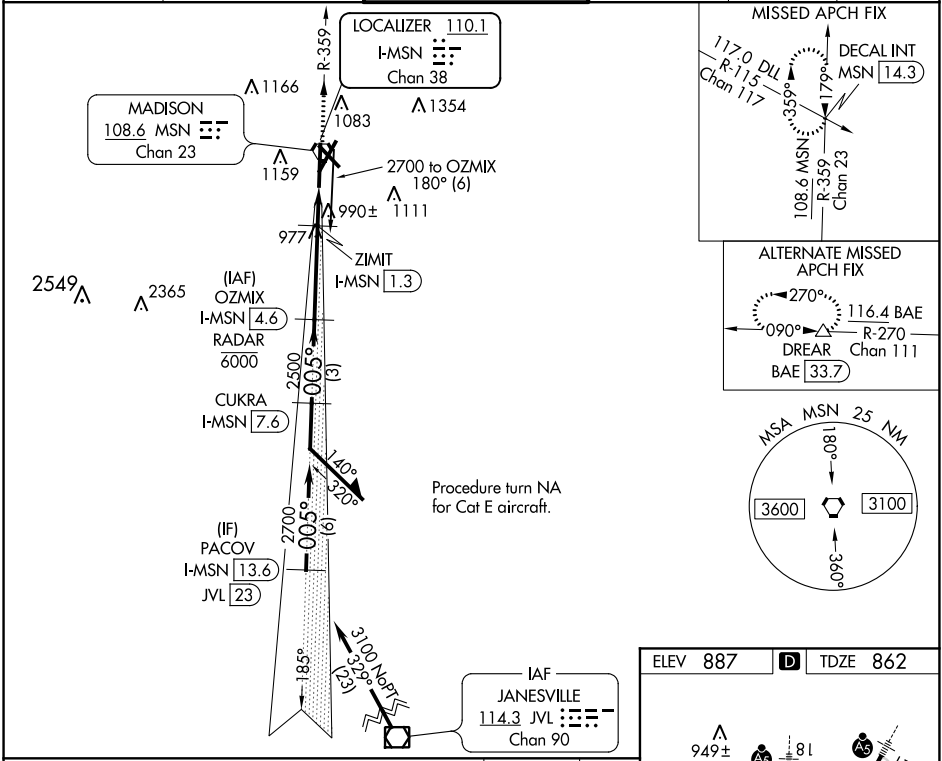 LOCALIZER 110.1
I-MSN
Chan 38
R-359
MADISON
108.6 MSN
Chan 23
1166
1083
1354
1159
2700 to OZMIX
180° (6)
990±
1111
977
ZIMIT
I-MSN 1.3
2549
2365
(IAF)
OZMIX
I-MSN 4.6
RADAR
6000
2500
005°
(3)
CUKRA
I-MSN 7.6
140°
320°
Procedure turn NA
for Cat E aircraft.
2700
005°
(6)
(IF)
PACOV
I-MSN 13.6
JVL 23
185°
3100 NoPT
329°
(23)
IAF
JANESVILLE
114.3 JVL
Chan 90
MISSED APCH FIX
117.0 DLL
R-115
Chan 117
DECAL INT
MSN 14.3
359°
179°
108.6 MSN
R-359
Chan 23
ALTERNATE MISSED
APCH FIX
270°
090°
116.4 BAE
R-270
Chan 111
DREAR
BAE 33.7
MSA MSN 25 NM
180°
3600
3100
360°
ELEV 887
D
TDZE 862
949±
A5
18
A5